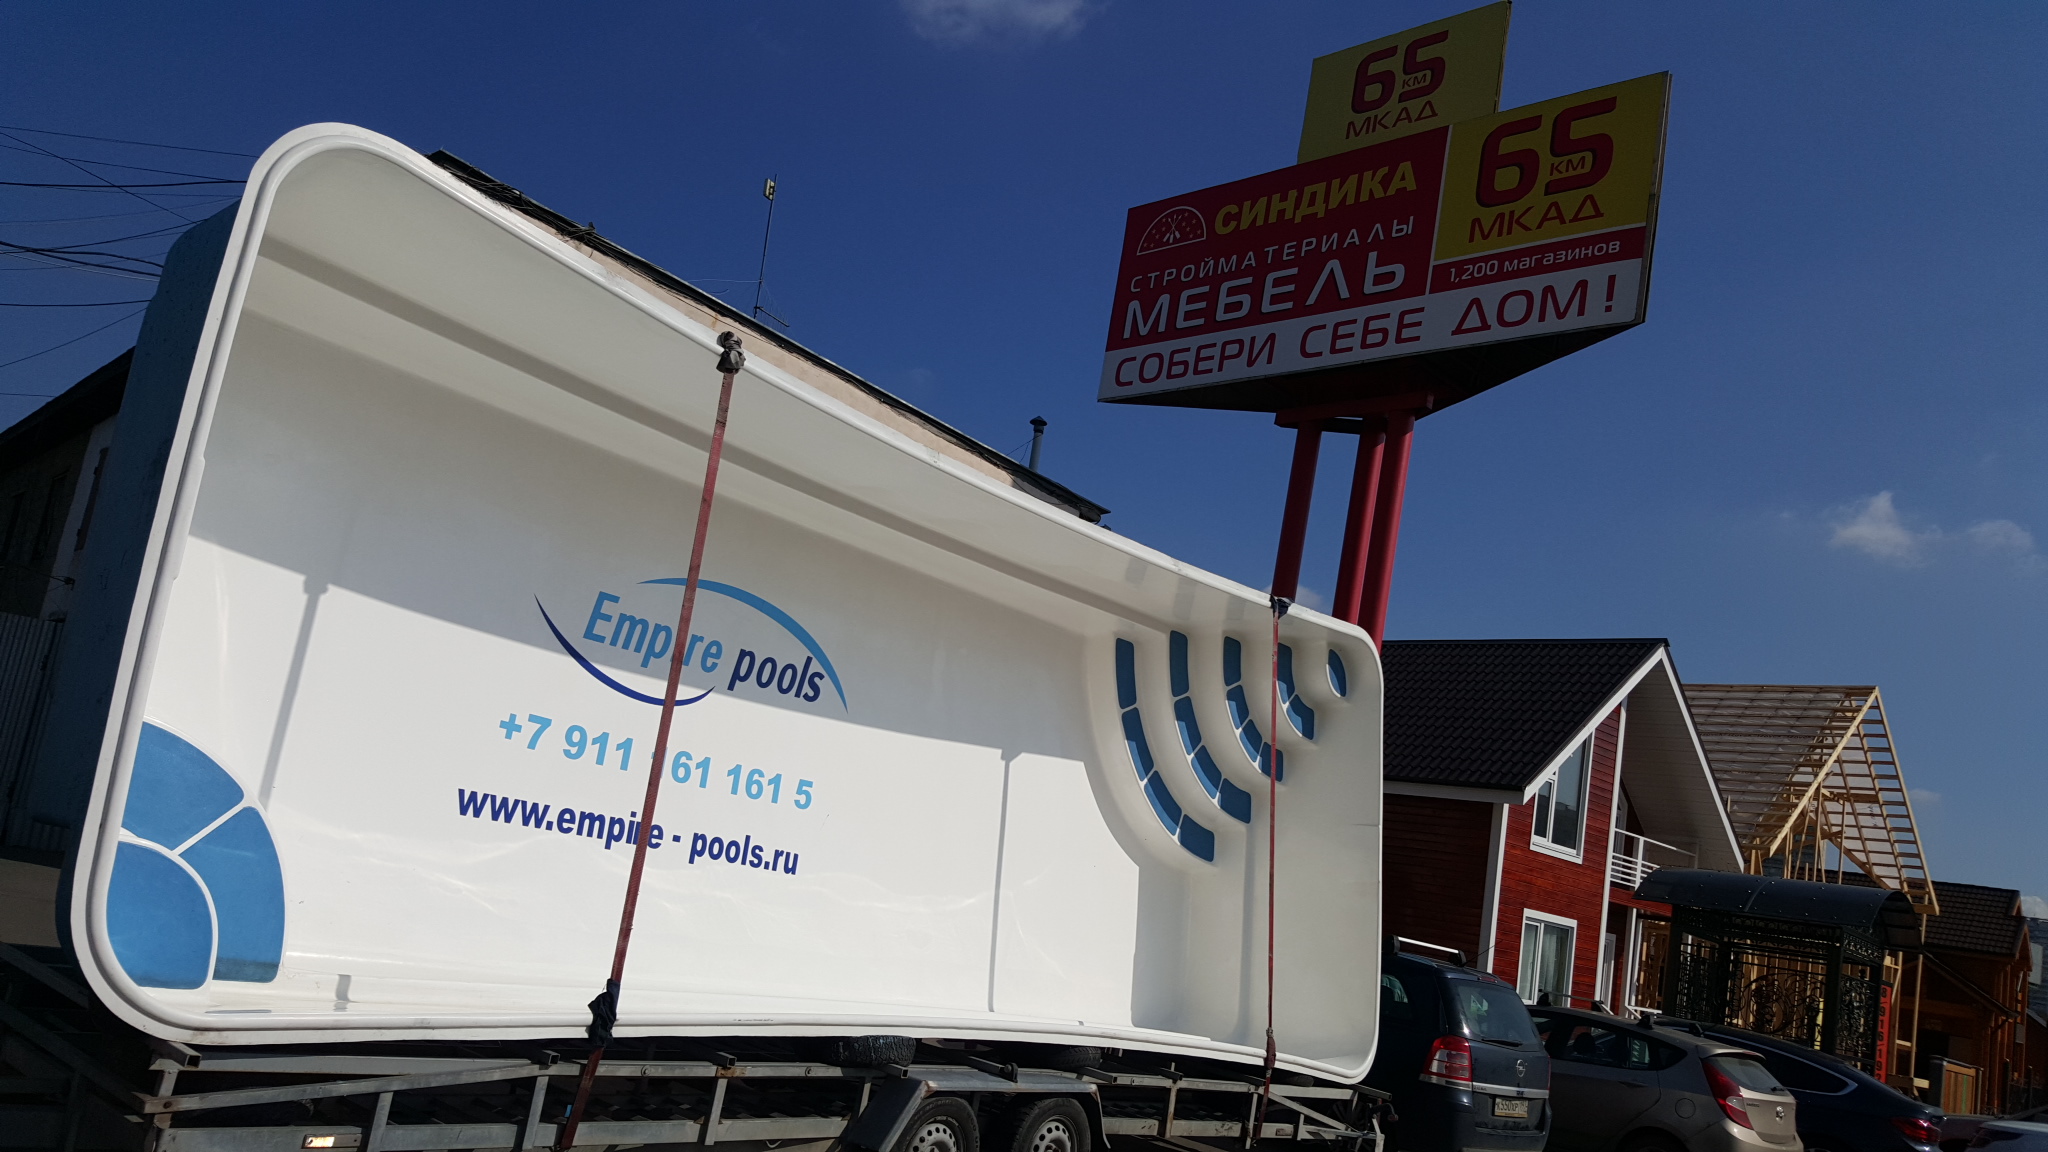 65
КМ
МКАД
СИНДИКА
СТРОЙМАТЕРИАЛЫ
МЕБЕЛЬ
65
КМ
МКАД
1,200 магазинов
СОБЕРИ СЕБЕ ДОМ!
Empire pools
+7 911 161 161 5
www.empire - pools.ru